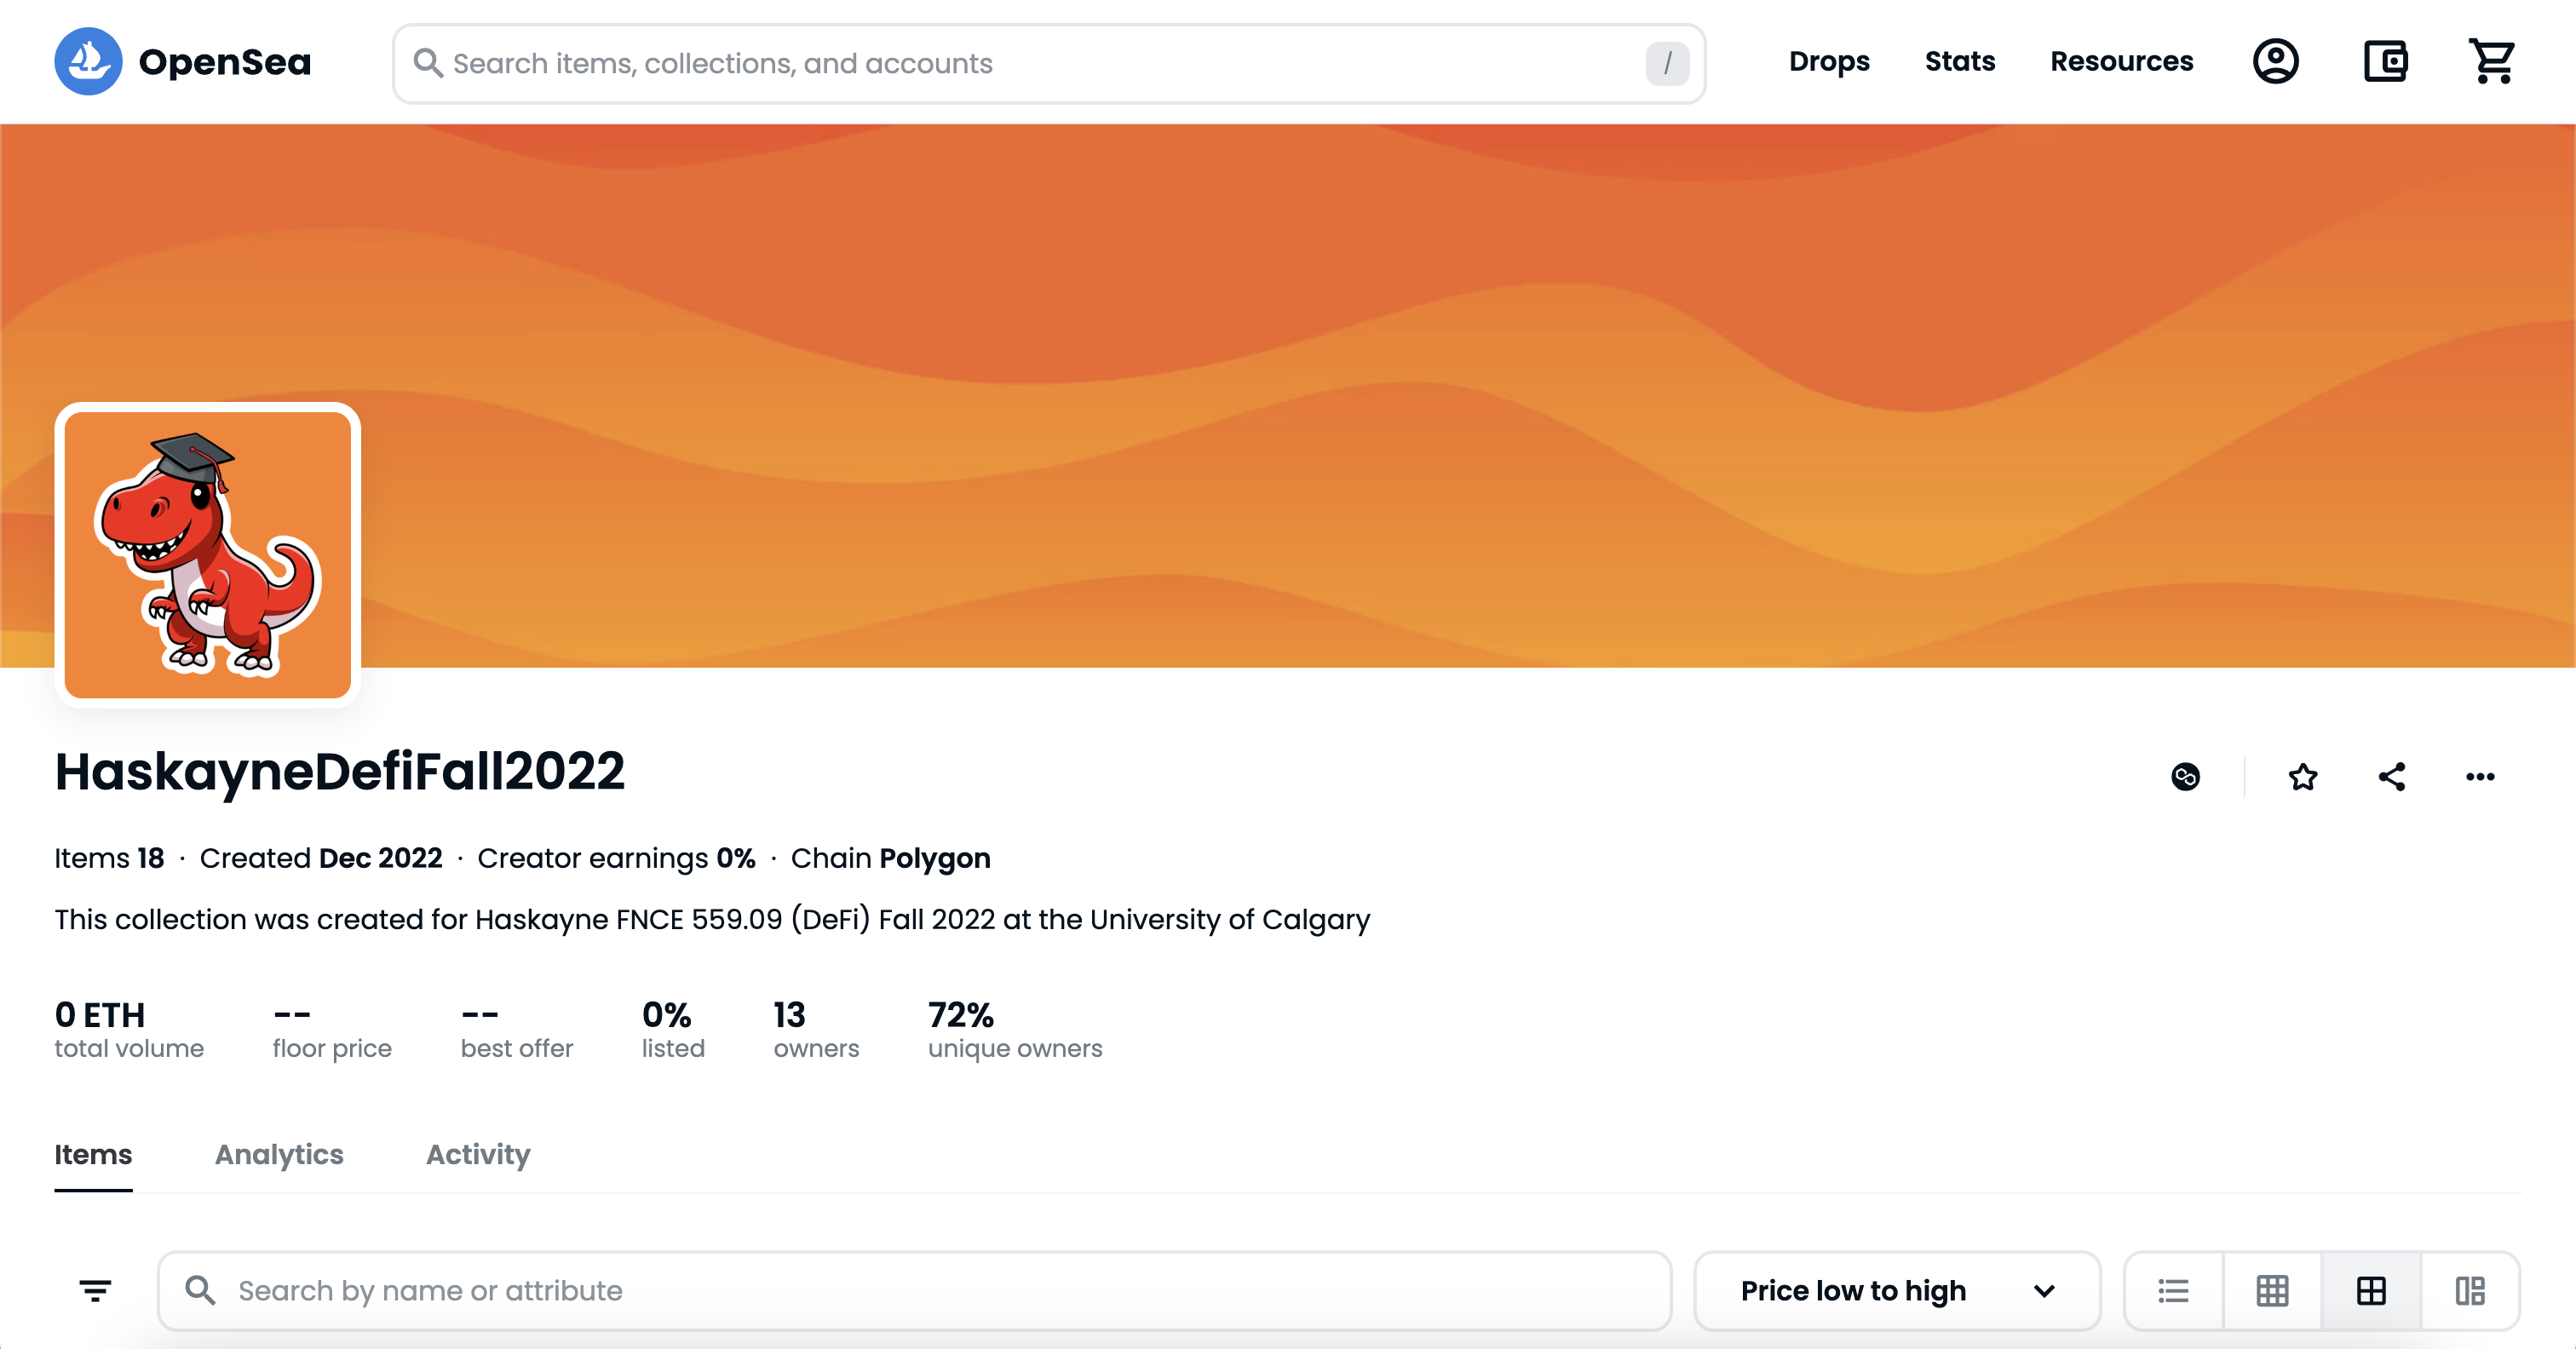 OpenSea
Search items, collections, and accounts
/
Drops Stats Resources
HaskayneDefiFall2022
Items 18 · Created Dec 2022 · Creator earnings 0% · Chain Polygon
This collection was created for Haskayne FNCE 559.09 (DeFi) Fall 2022 at the University of Calgary
0 ETH -- -- 0% 13 72%
total volume floor price best offer listed owners unique owners
Items Analytics Activity
Search by name or attribute
Price low to high